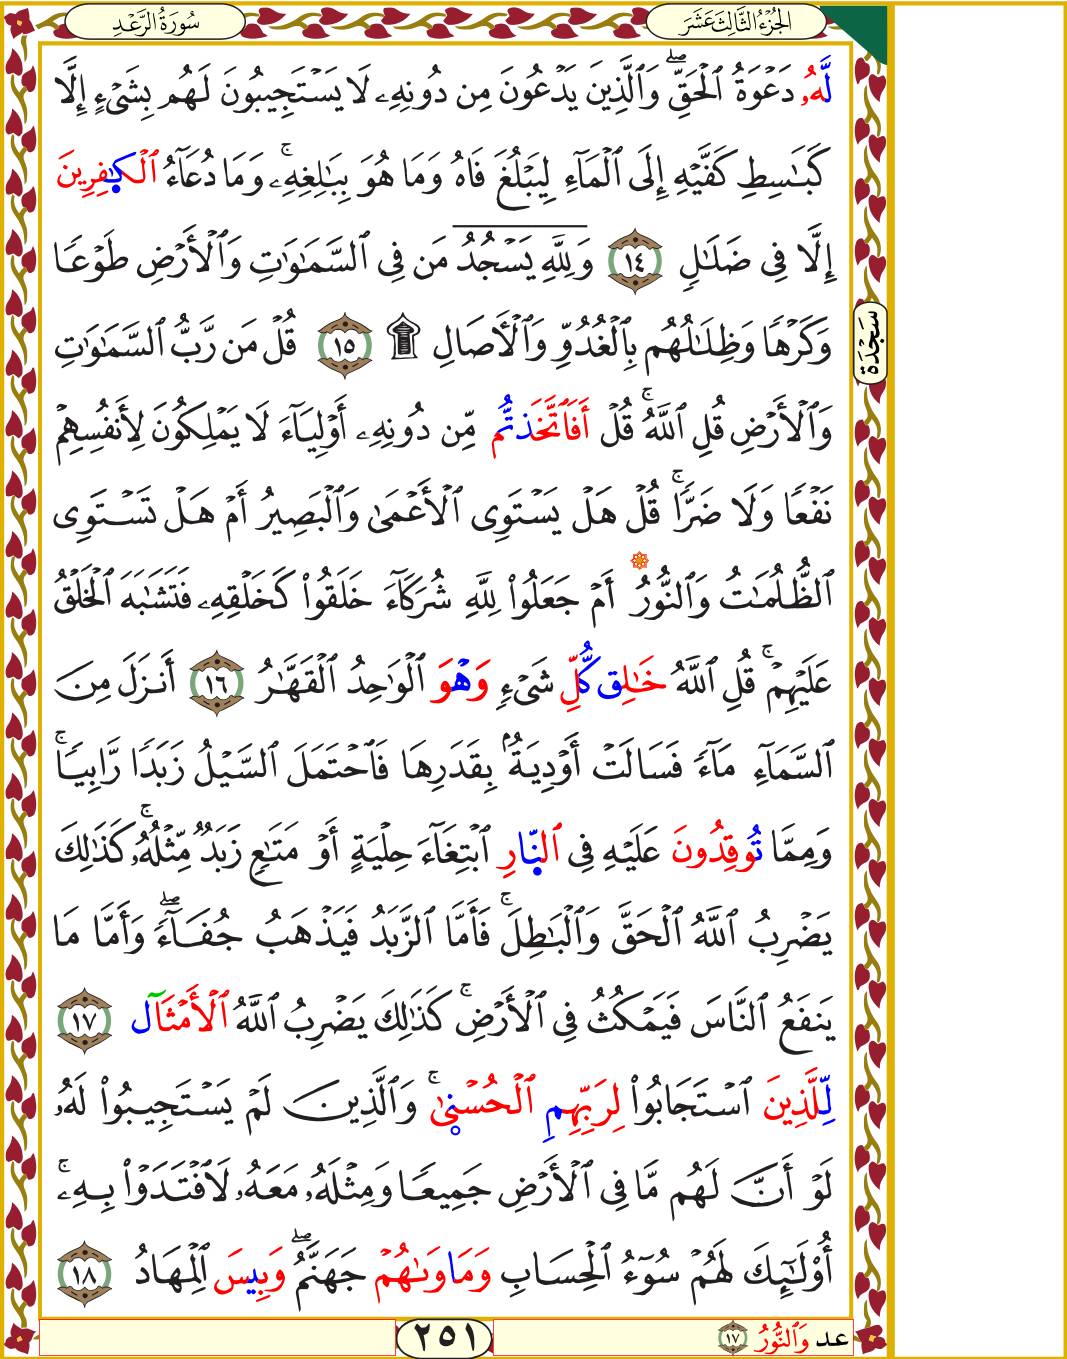 سُورَةُ الرَّعْدِ
الجُزْءُ الثَّالِثَ عَشَرَ
لَّهُۥ دَعْوَةُ ٱلْحَقِّۖ وَٱلَّذِينَ يَدْعُونَ مِن دُونِهِۦ لَا يَسْتَجِيبُونَ لَهُم بِشَىْءٍ إِلَّا
كَبَٰسِطِ كَفَّيْهِ إِلَى ٱلْمَآءِ لِيَبْلُغَ فَاهُ وَمَا هُوَ بِبَٰلِغِهِۦۚ وَمَا دُعَآءُ ٱلْكٰ۪فِرِينَ
إِلَّا فِى ضَلَٰلٍ ١٤ وَلِلَّهِ يَسْجُدُ مَن فِى ٱلسَّمَٰوَٰتِ وَٱلْأَرْضِ طَوْعًا
وَكَرْهًا وَظِلَٰلُهُم بِٱلْغُدُوِّ وَٱلْأٓصَالِ ۩ ١٥ قُلْ مَن رَّبُّ ٱلسَّمَٰوَٰتِ
سَجْدَة
وَٱلْأَرْضِ قُلِ ٱللَّهُۚ قُلْ أَفَٱتَّخَذتُّم مِّن دُونِهِۦٓ أَوْلِيَآءَ لَا يَمْلِكُونَ لِأَنفُسِهِمْ
نَفْعًا وَلَا ضَرًّاۚ قُلْ هَلْ يَسْتَوِى ٱلْأَعْمَىٰ وَٱلْبَصِيرُ أَمْ هَلْ تَسْتَوِى
ٱلظُّلُمَٰتُ وَٱلنُّورُ أَمْ جَعَلُوا۟ لِلَّهِ شُرَكَآءَ خَلَقُوا۟ كَخَلْقِهِۦ فَتَشَٰبَهَ ٱلْخَلْقُ
عَلَيْهِمْۚ قُلِ ٱللَّهُ خَٰلِق كُّلِّ شَىْءٍ وَهْوَ ٱلْوَٰحِدُ ٱلْقَهَّٰرُ ١٦ أَنزَلَ مِنَ
ٱلسَّمَآءِ مَآءً فَسَالَتْ أَوْدِيَةٌۢ بِقَدَرِهَا فَٱحْتَمَلَ ٱلسَّيْلُ زَبَدًا رَّابِيًاۚ
وَمِمَّا تُوقِدُونَ عَلَيْهِ فِى ٱلنّ۪ارِ ٱبْتِغَآءَ حِلْيَةٍ أَوْ مَتَٰعٍ زَبَدٌ مِّثْلُهُۥۚ كَذَٰلِكَ
يَضْرِبُ ٱللَّهُ ٱلْحَقَّ وَٱلْبَٰطِلَۚ فَأَمَّا ٱلزَّبَدُ فَيَذْهَبُ جُفَآءًۖ وَأَمَّا مَا
يَنفَعُ ٱلنَّاسَ فَيَمْكُثُ فِى ٱلْأَرْضِۚ كَذَٰلِكَ يَضْرِبُ ٱللَّهُ ٱلْأَمْثَآل ١٧
لِّلَّذِينَ ٱسْتَجَابُوا۟ لِرَبِّهِمِ ٱلْحُسْن۪ىٰۚ وَٱلَّذِينَ لَمْ يَسْتَجِيبُوا۟ لَهُۥ
لَوْ أَنَّ لَهُم مَّا فِى ٱلْأَرْضِ جَمِيعًا وَمِثْلَهُۥ مَعَهُۥ لَٱفْتَدَوْا۟ بِهِۦٓۚ
أُو۟لَٰٓئِكَ لَهُمْ سُوٓءُ ٱلْحِسَابِ وَمَاوَىٰهُمْ جَهَنَّمُۖ وَبِيسَ ٱلْمِهَادُ ١٨
عد وَٱلنُّورُ ١٧
٢٥١